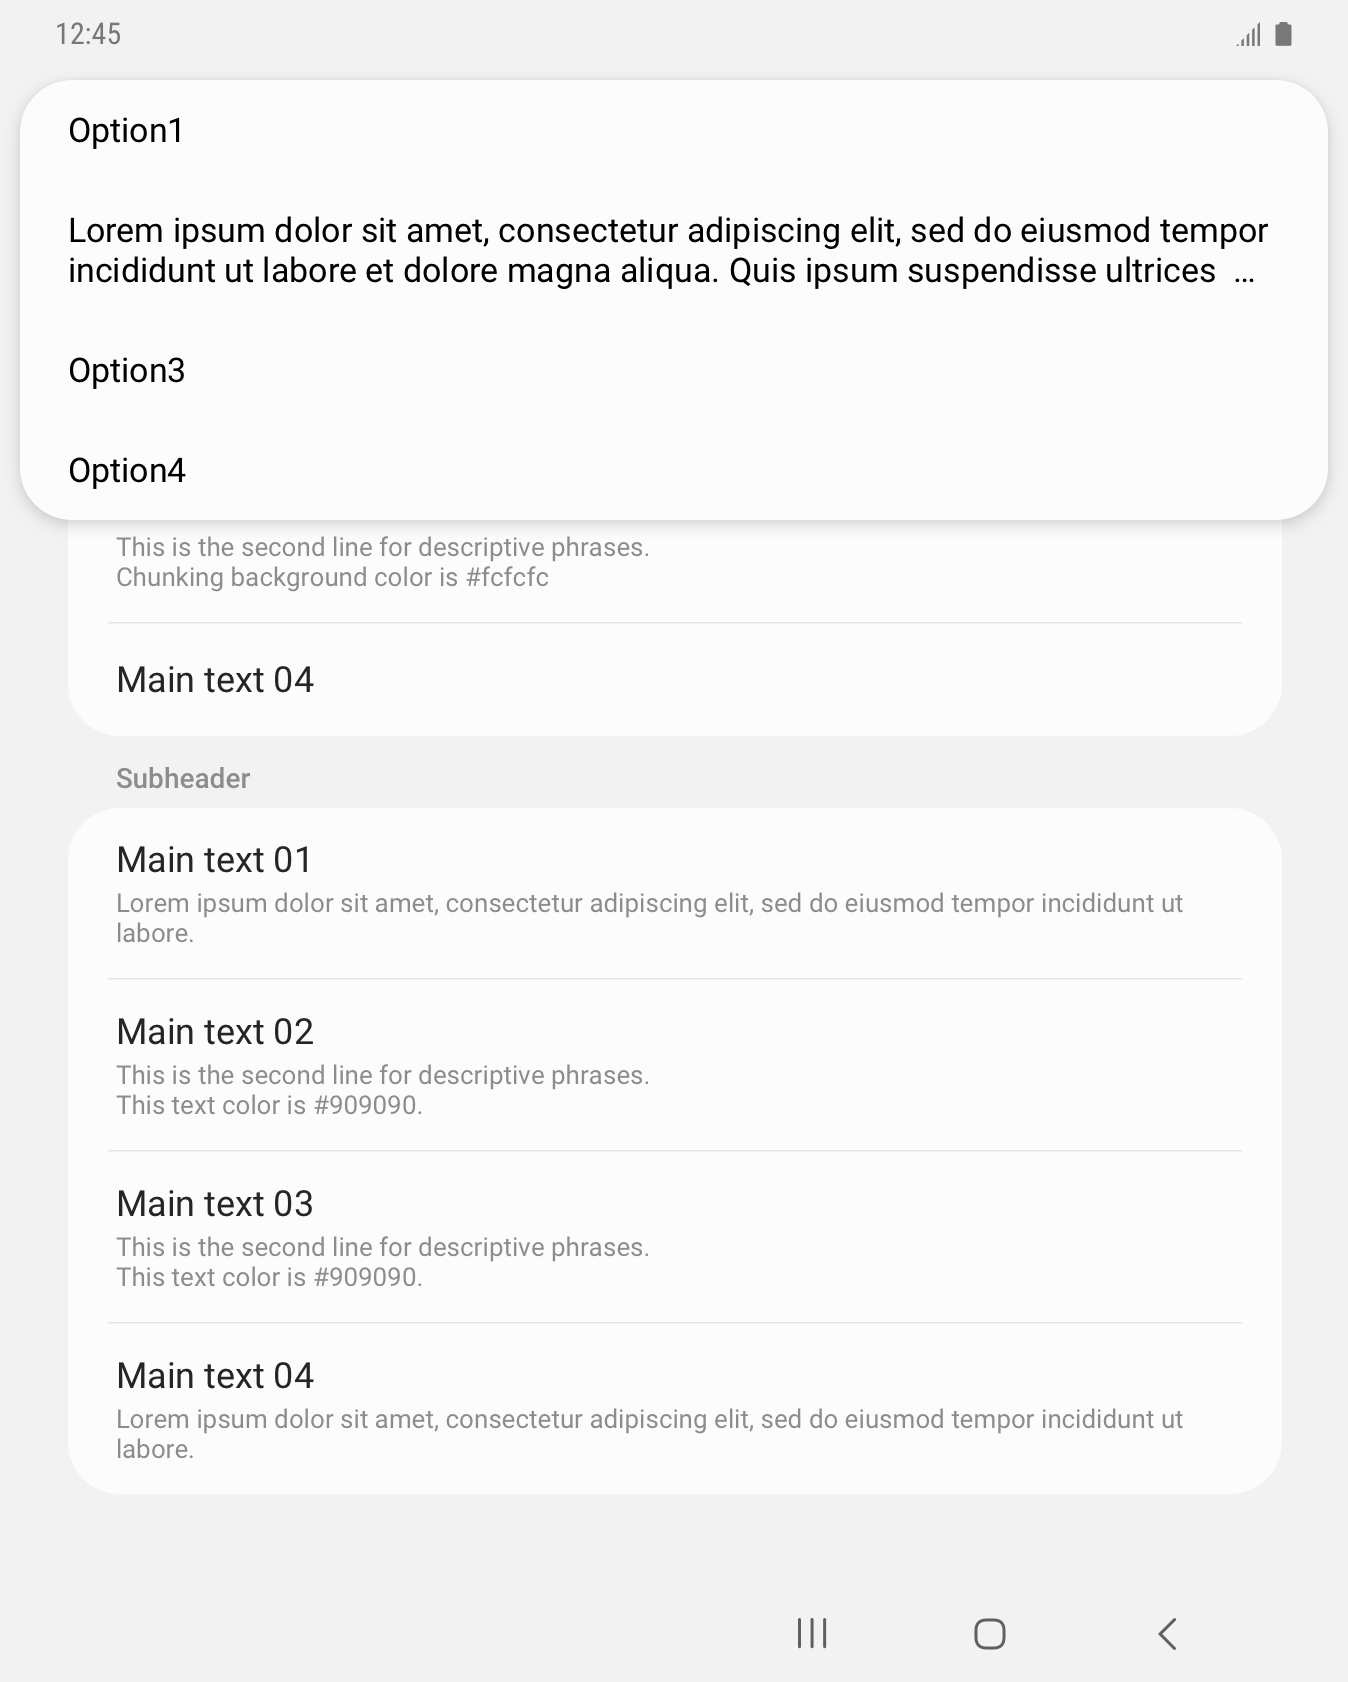 12:45
Option1
Lorem ipsum dolor sit amet, consectetur adipiscing elit, sed do eiusmod tempor
incididunt ut labore et dolore magna aliqua. Quis ipsum suspendisse ultrices  ...
Option3
Option4
This is the second line for descriptive phrases.
Chunking background color is #fcfcfc
Main text 04
Subheader
Main text 01
Lorem ipsum dolor sit amet, consectetur adipiscing elit, sed do eiusmod tempor incididunt ut
labore.
Main text 02
This is the second line for descriptive phrases.
This text color is #909090.
Main text 03
This is the second line for descriptive phrases.
This text color is #909090.
Main text 04
Lorem ipsum dolor sit amet, consectetur adipiscing elit, sed do eiusmod tempor incididunt ut
labore.